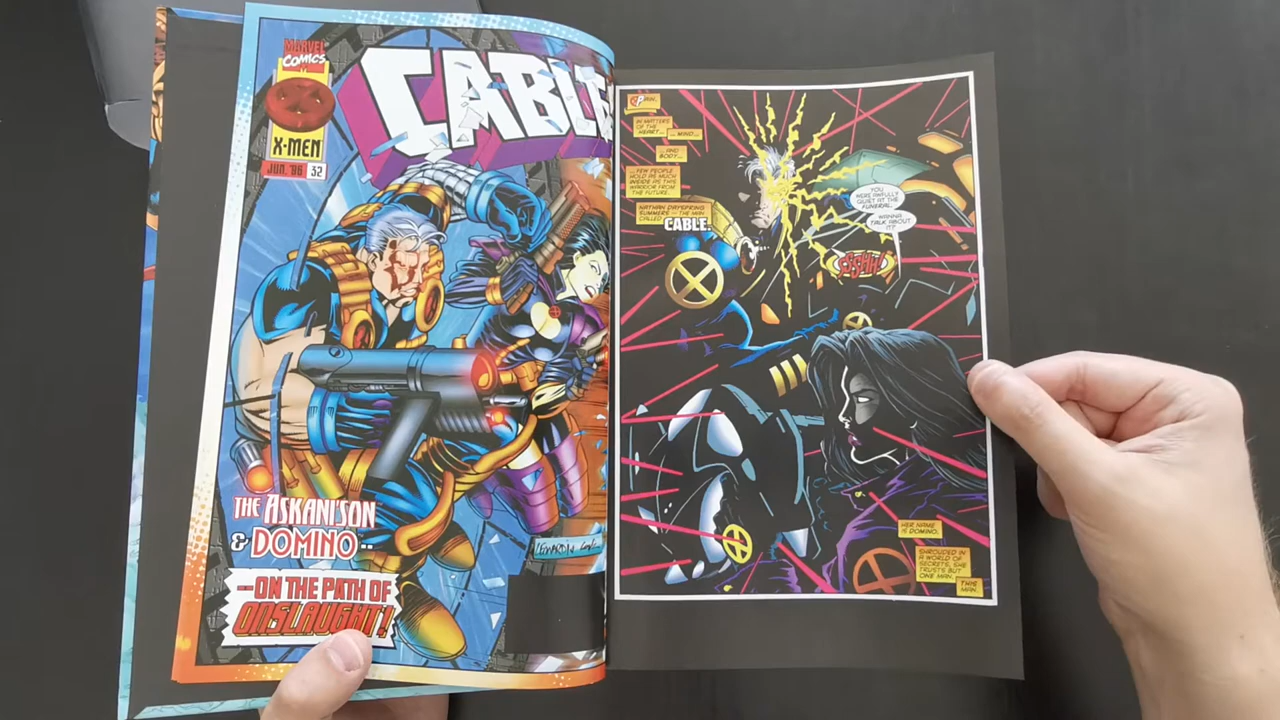 MARVEL
COMICS
X-MEN
JUN. '96 32
CABLE
THE ASKANI'SON
& DOMINO...
...ON THE PATH OF
ONSLAUGHT!
IN MATTERS
OF THE
HEART...
... MIND...
... AND
BODY...
... FEW PEOPLE
HOLD AS MUCH
INSIDE AS THIS
WARRIOR FROM
THE FUTURE.
NATHAN DAYSPRING
SUMMERS -- THE MAN
CALLED
CABLE.
YOU
WERE AWFULLY
QUIET AT THE
FUNERAL.
WANNA
TALK ABOUT
IT?
SSHH!
HER NAME
IS DOMINO.
SHROUDED IN
A WORLD OF
SECRETS, SHE
TRUSTS BUT
ONE MAN.
THIS
MAN.